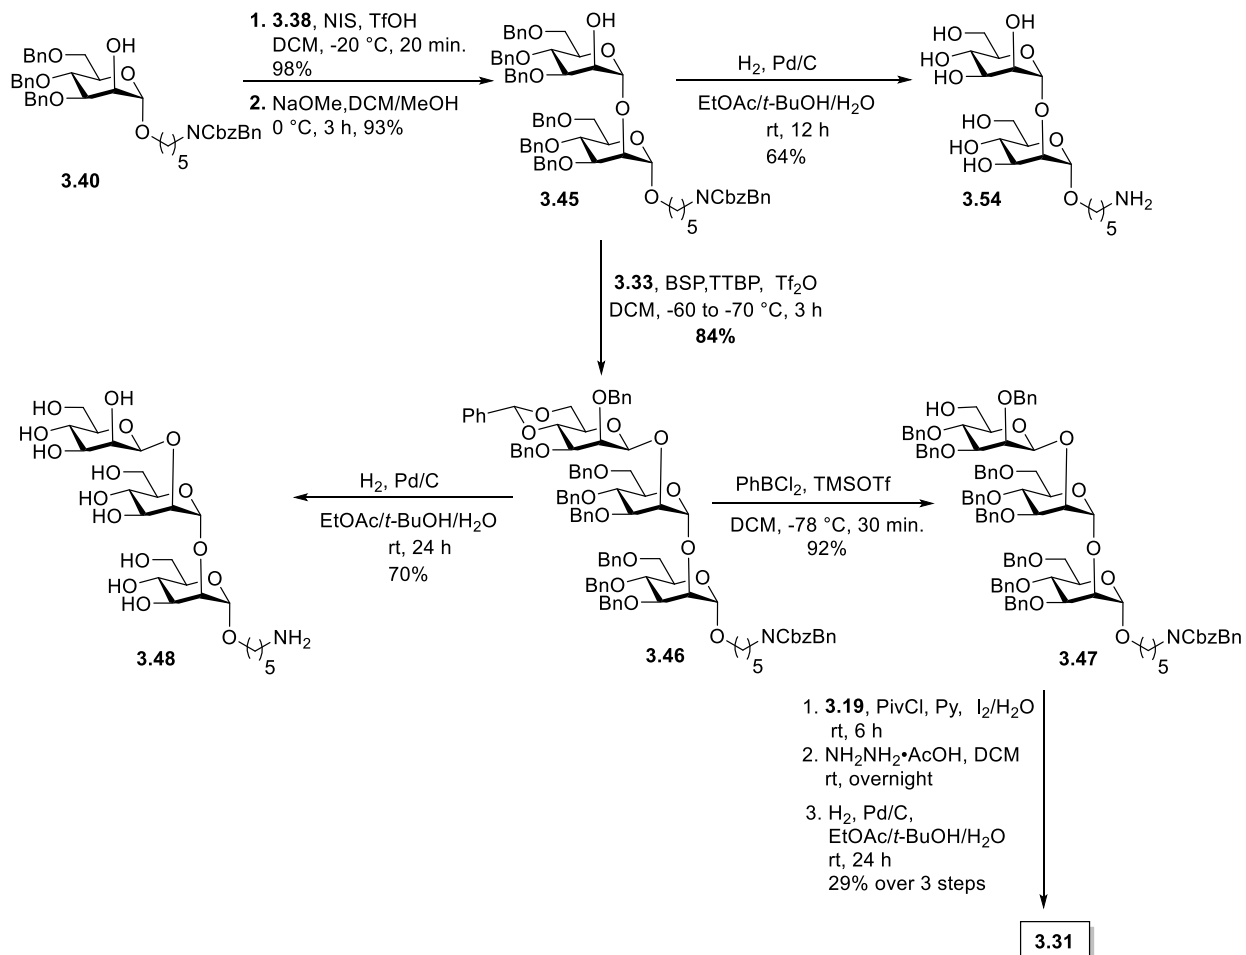 1. 3.38, NIS, TfOH
DCM, -20 °C, 20 min.
98%
2. NaOMe,DCM/MeOH
0 °C, 3 h, 93%
OH
BnO
BnO
BnO
O
O
NCbzBn
5
3.40
OH
BnO
BnO
BnO
O
O
BnO
BnO
BnO
O
O
NCbzBn
5
3.45
H2, Pd/C
EtOAc/t-BuOH/H2O
rt, 12 h
64%
OH
HO
HO
HO
O
O
HO
HO
HO
O
O
NH2
5
3.54
3.33, BSP,TTBP, Tf2O
DCM, -60 to -70 °C, 3 h
84%
OH
HO
HO
HO
O
O
HO
HO
HO
O
O
HO
HO
HO
O
O
NH2
5
3.48
H2, Pd/C
EtOAc/t-BuOH/H2O
rt, 24 h
70%
OBn
Ph
O
O
BnO
O
O
BnO
BnO
BnO
O
O
BnO
BnO
BnO
O
O
NCbzBn
5
3.46
PhBCl2, TMSOTf
DCM, -78 °C, 30 min.
92%
OBn
HO
BnO
BnO
O
O
BnO
BnO
BnO
O
O
BnO
BnO
BnO
O
O
NCbzBn
5
3.47
1. 3.19, PivCl, Py, I2/H2O
rt, 6 h
2. NH2NH2•AcOH, DCM
rt, overnight
3. H2, Pd/C,
EtOAc/t-BuOH/H2O
rt, 24 h
29% over 3 steps
3.31